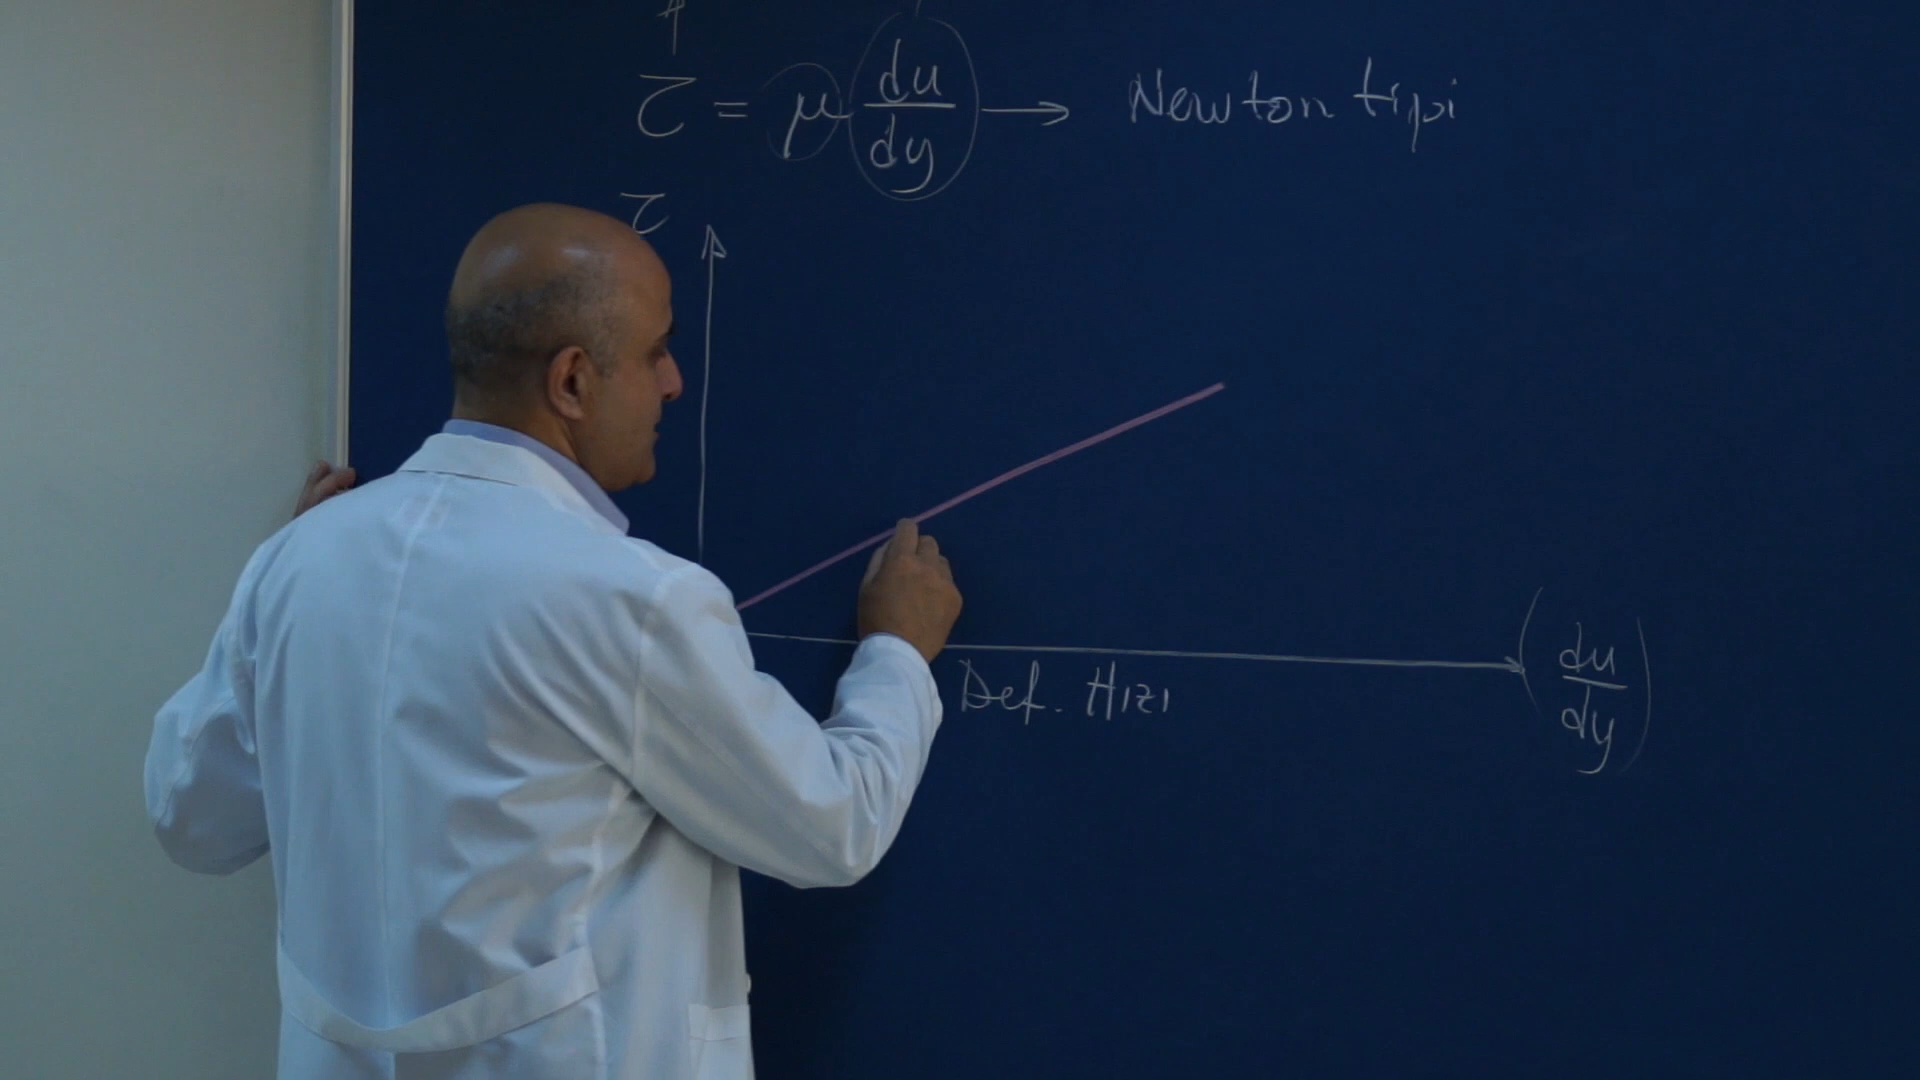 τ = μ du/dy → Newton tipi
τ
Def. Hızı
(du/dy)